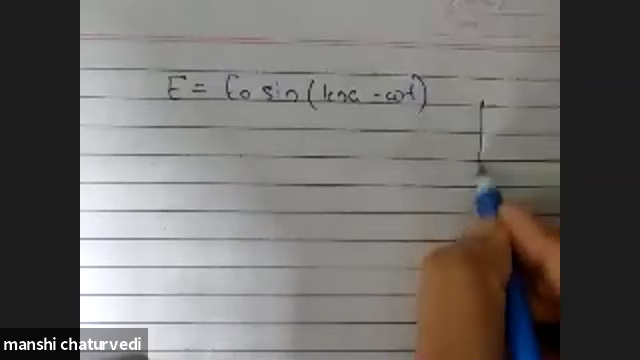 E = E₀ sin (kx - ωt)
manshi chaturvedi